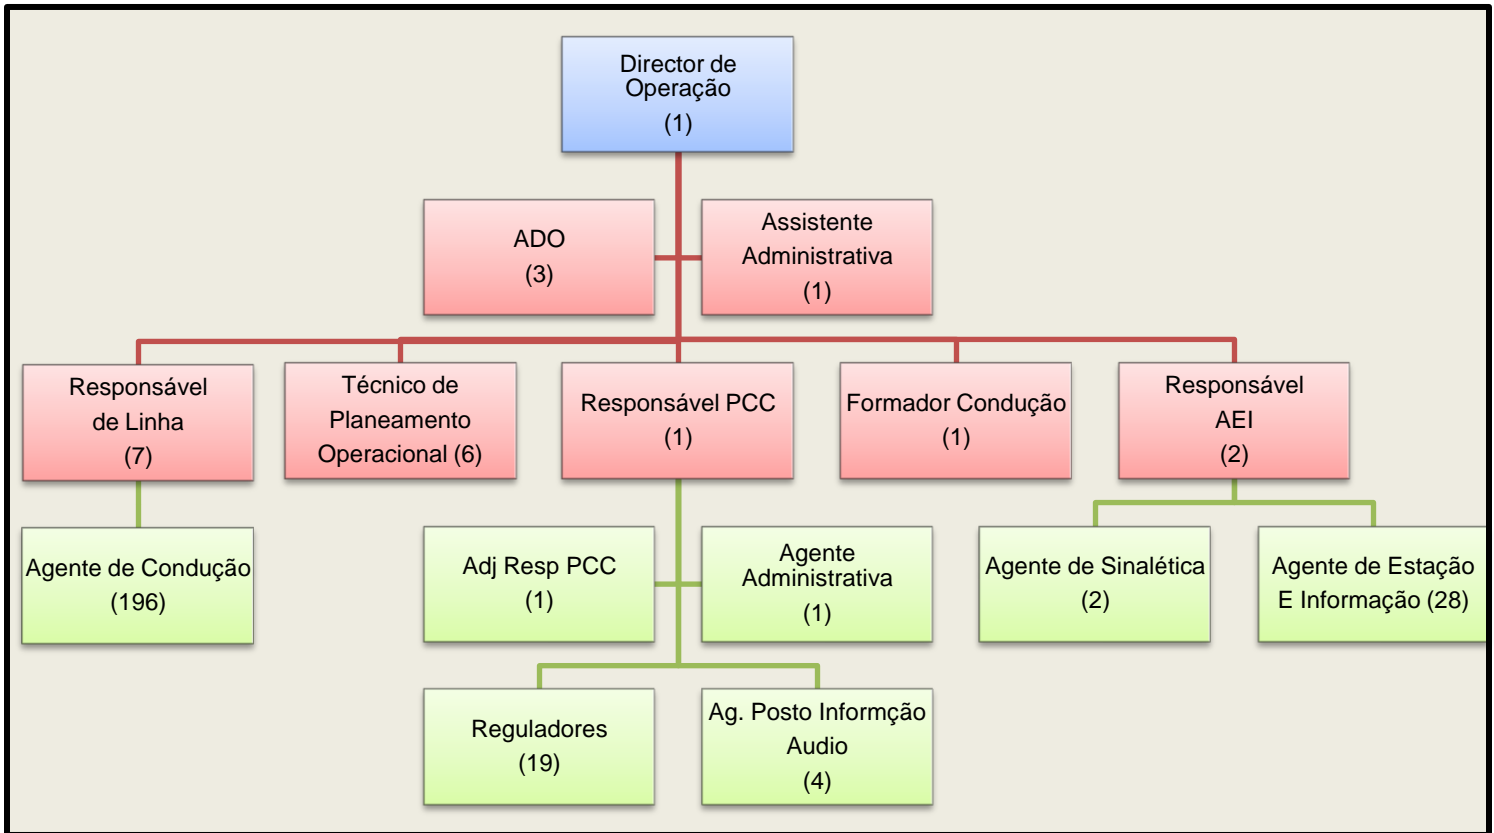 Director de
Operação
(1)
ADO
(3)
Assistente
Administrativa
(1)
Responsável
de Linha
(7)
Técnico de
Planeamento
Operacional (6)
Responsável PCC
(1)
Formador Condução
(1)
Responsável
AEI
(2)
Agente de Condução
(196)
Adj Resp PCC
(1)
Agente
Administrativa
(1)
Agente de Sinalética
(2)
Agente de Estação
E Informação (28)
Reguladores
(19)
Ag. Posto Informção
Audio
(4)